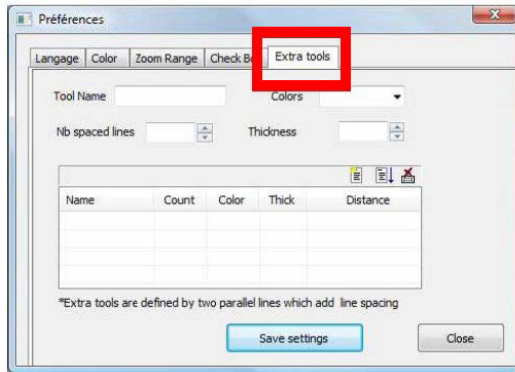 Préférences
Langage Color Zoom Range Check Extra tools
Tool Name Colors
Nb spaced lines Thickness
Name Count Color Thick Distance
*Extra tools are defined by two parallel lines which add line spacing
Save settings Close